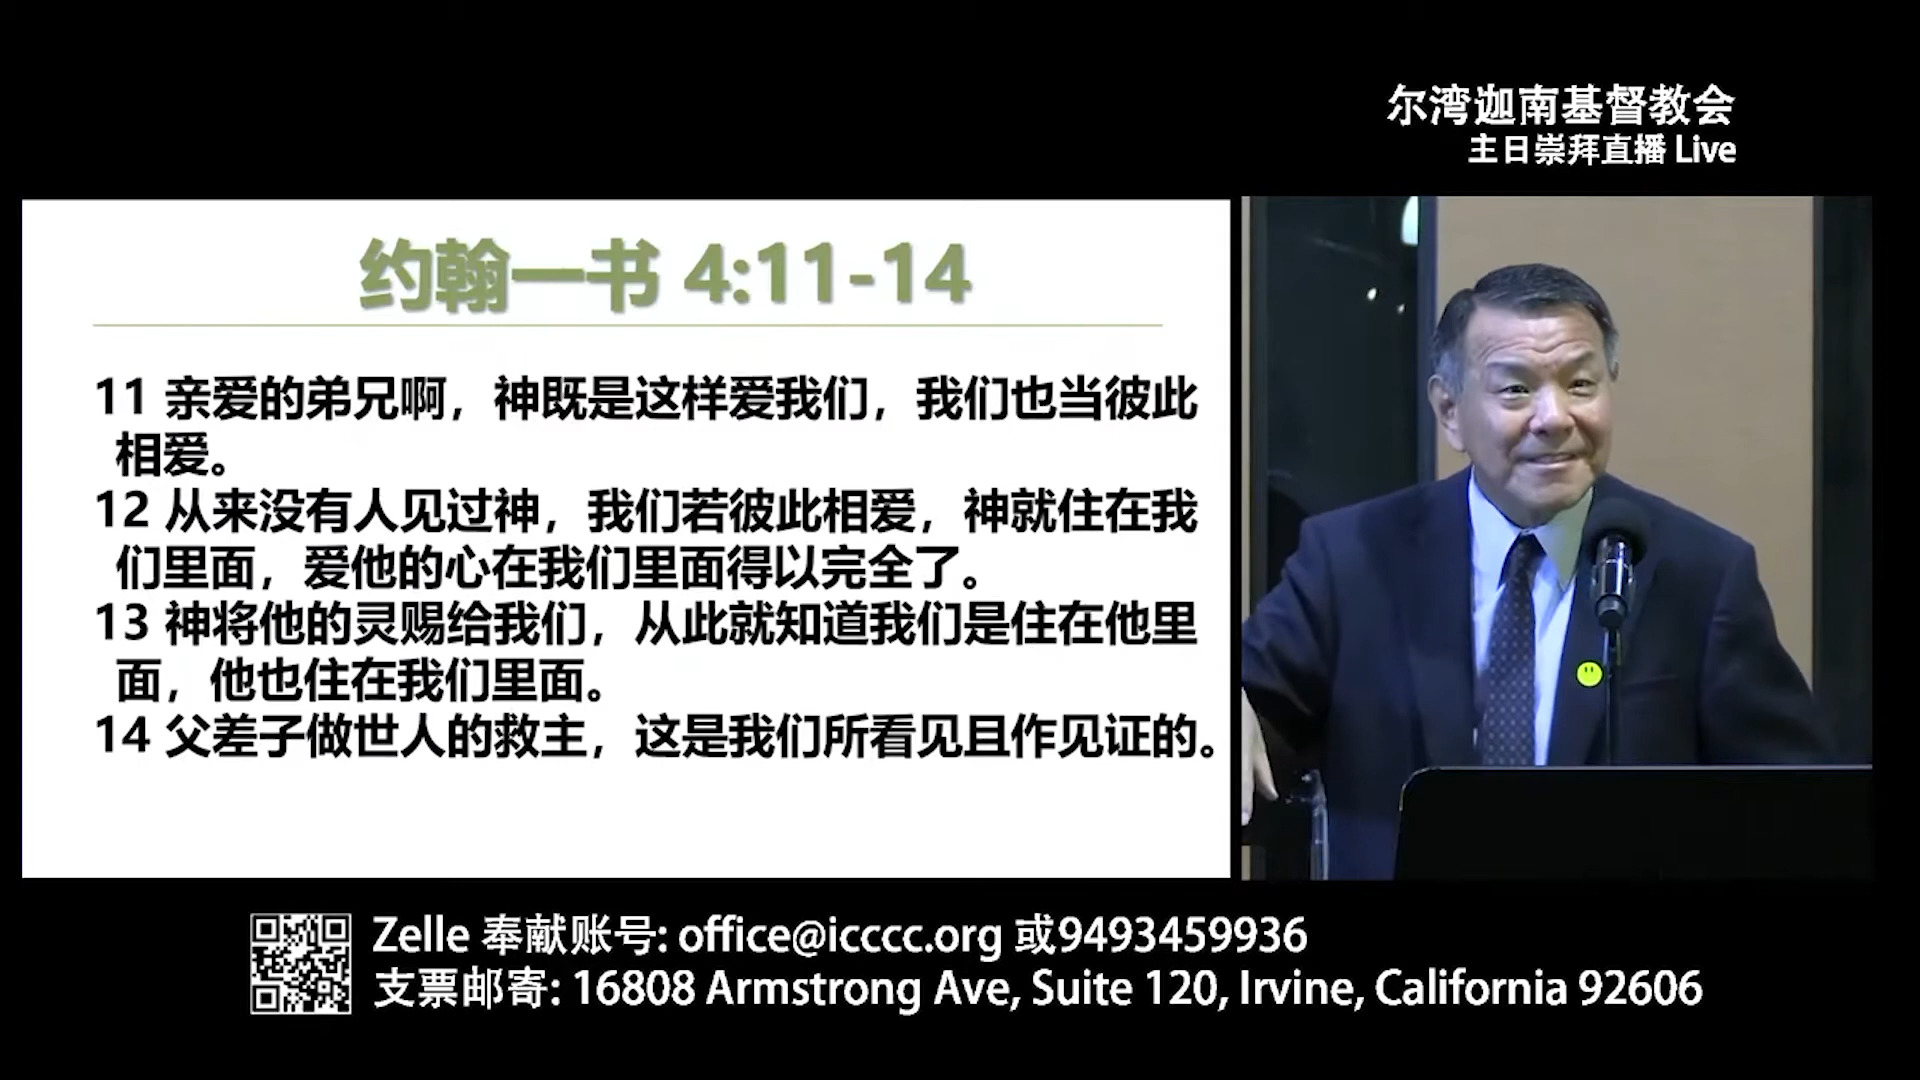 尔湾迦南基督教会
主日崇拜直播 Live
约翰一书 4:11-14
11 亲爱的弟兄啊，神既是这样爱我们，我们也当彼此
相爱。
12 从来没有人见过神，我们若彼此相爱，神就住在我
们里面，爱他的心在我们里面得以完全了。
13 神将他的灵赐给我们，从此就知道我们是住在他里
面，他也住在我们里面。
14 父差子做世人的救主，这是我们所看见且作见证的。
Zelle 奉献账号: office@icccc.org 或9493459936
支票邮寄: 16808 Armstrong Ave, Suite 120, Irvine, California 92606